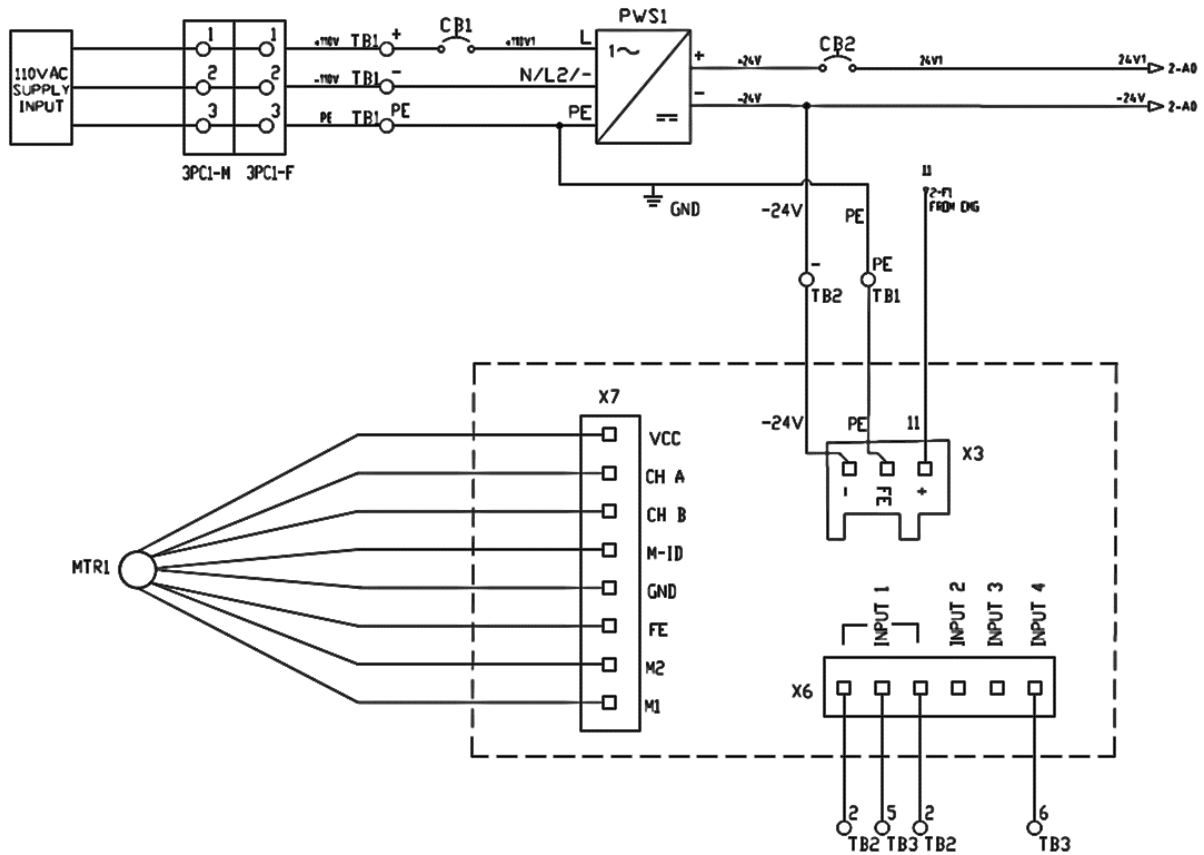 110VAC
SUPPLY
INPUT
1 1
2 2
3 3
3PC1-M 3PC1-F
+110V TB1 +
-110V TB1 -
PE TB1 PE
CB1
+110V1
PWS1
L
N/L2/-
PE
1~
+
-
+24V
-24V
CB2
24V1
24V1 2-A0
-24V 2-A0
GND
-24V
PE
11
2-F1
FROM EMG
-
TB2
PE
TB1
-24V PE 11
X3
- FE +
X7
VCC
CH A
CH B
M-ID
GND
FE
M2
M1
MTR1
INPUT 1
INPUT 2
INPUT 3
INPUT 4
X6
2 5 2 6
TB2 TB3 TB2 TB3